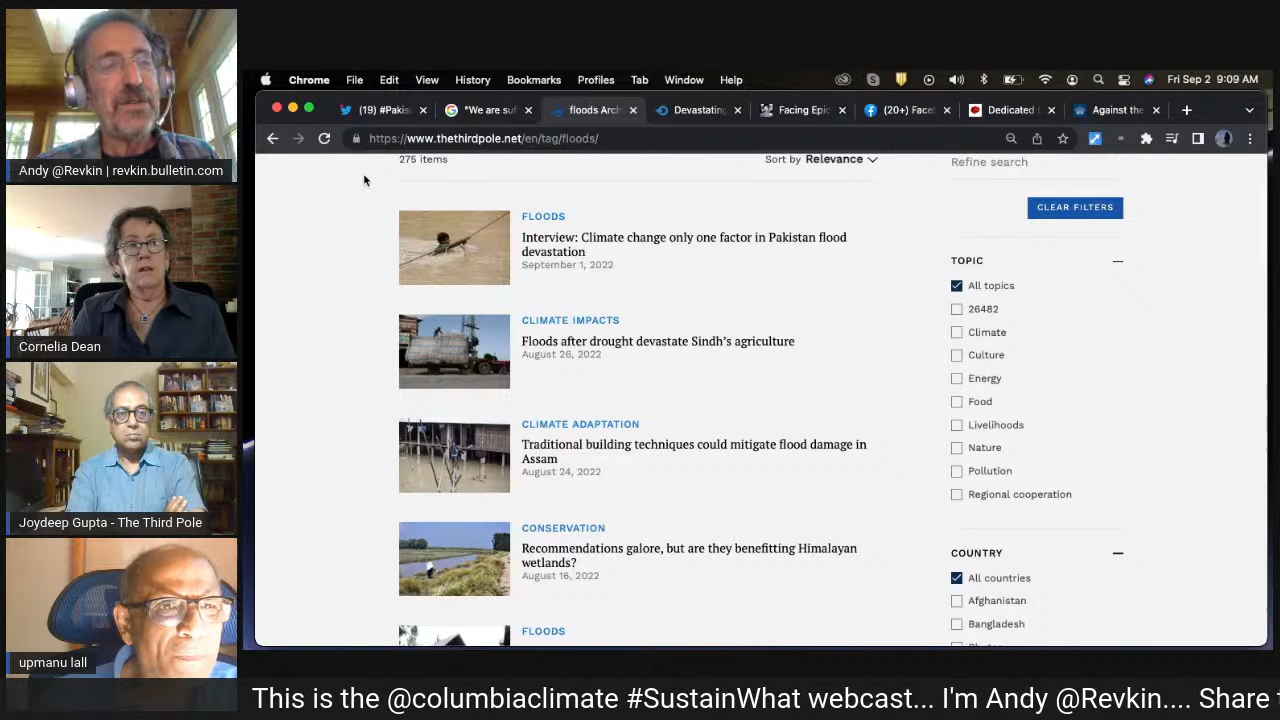 Chrome File Edit View History Bookmarks Profiles Tab Window Help Fri Sep 2 9:09 AM
(19) #Pakis "We are su floods Arch Devastating Facing Epi (20+) Face Dedicated Against the
https://www.thethirdpole.net/en/tag/floods/
275 items
Sort by Relevance
Refine search
CLEAR FILTERS
FLOODS
Interview: Climate change only one factor in Pakistan flood
devastation
September 1, 2022
CLIMATE IMPACTS
Floods after drought devastate Sindh's agriculture
August 26, 2022
CLIMATE ADAPTATION
Traditional building techniques could mitigate flood damage in
Assam
August 24, 2022
CONSERVATION
Recommendations galore, but are they benefitting Himalayan
wetlands?
August 16, 2022
FLOODS
TOPIC
All topics
26482
Climate
Culture
Energy
Food
Livelihoods
Nature
Pollution
Regional cooperation
COUNTRY
All countries
Afghanistan
Bangladesh
Andy @Revkin | revkin.bulletin.com
Cornelia Dean
Joydeep Gupta - The Third Pole
upmanu lall
This is the @columbiaclimate #SustainWhat webcast... I'm Andy @Revkin.... Share